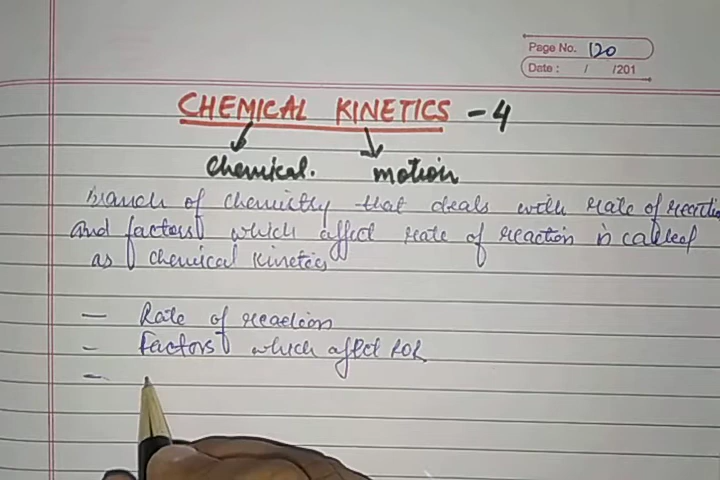 Page No. 120
Date : / /201
CHEMICAL KINETICS - 4
Chemical. motion
Branch of chemistry that deals with rate of reaction
and factors which affect rate of reaction is called
as chemical kinetics
— Rate of reaction
- Factors which affect ROR
-